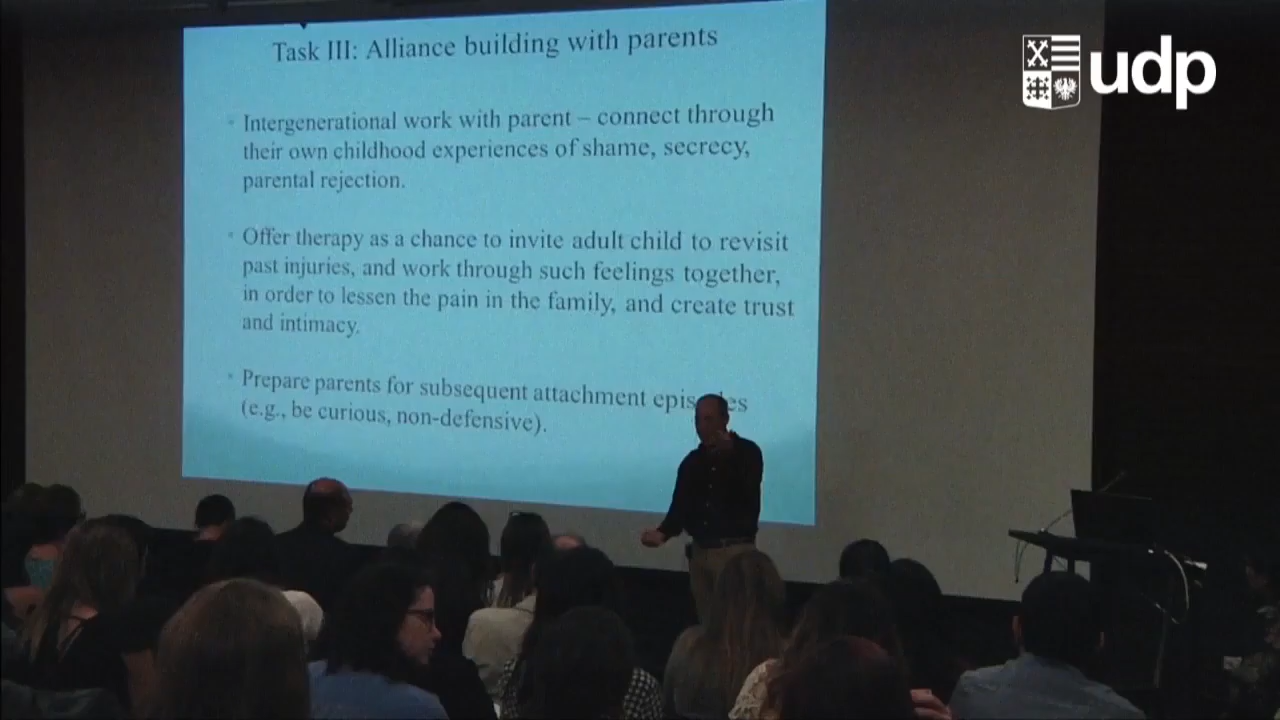 Task III: Alliance building with parents
udp
Intergenerational work with parent – connect through
their own childhood experiences of shame, secrecy,
parental rejection.
Offer therapy as a chance to invite adult child to revisit
past injuries, and work through such feelings together,
in order to lessen the pain in the family, and create trust
and intimacy.
Prepare parents for subsequent attachment
(e.g., be curious, non-defensive).